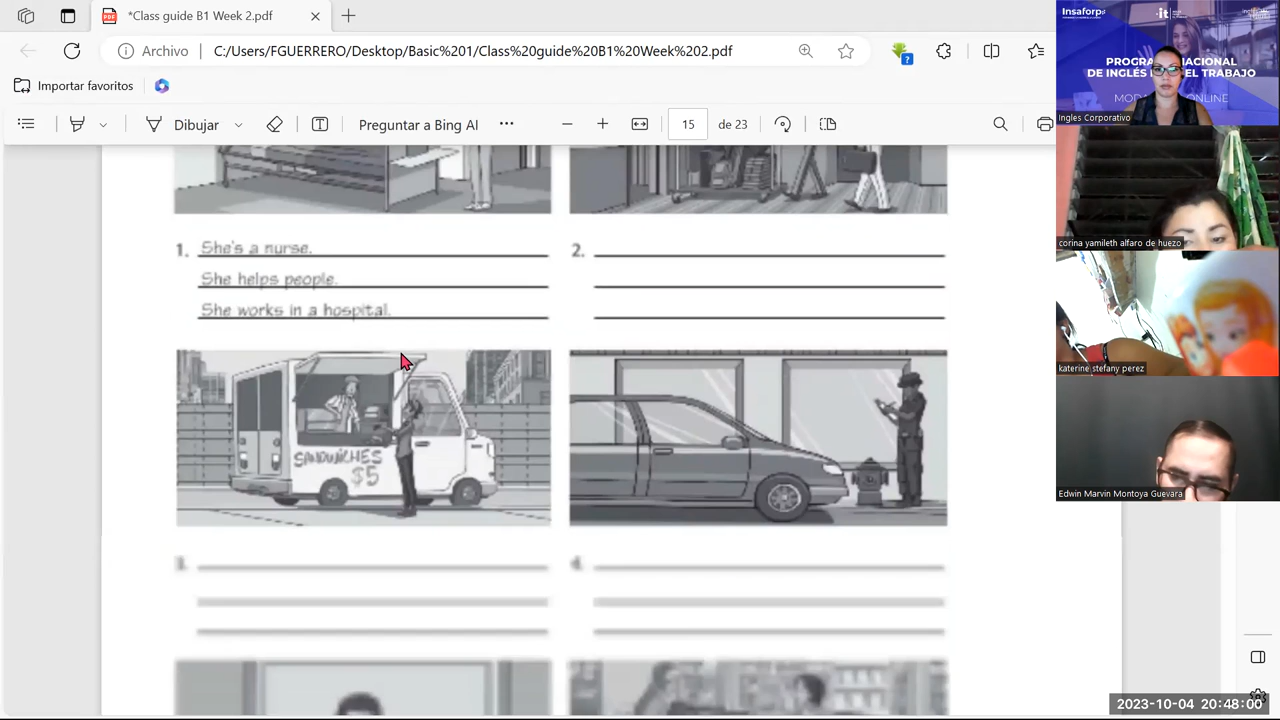 *Class guide B1 Week 2.pdf
Archivo
C:/Users/FGUERRERO/Desktop/Basic%201/Class%20guide%20B1%20Week%202.pdf
Importar favoritos
Dibujar
Preguntar a Bing AI
15
de 23
1. She's a nurse.
She helps people.
She works in a hospital.
2.
SANDWICHES
$5
3.
4.
Insaforp
PROGRAMA NACIONAL
DE INGLÉS
EL TRABAJO
ONLINE
Ingles Corporativo
corina yamileth alfaro de huezo
katerine stefany perez
Edwin Marvin Montoya Guevara
2023-10-04 20:48:00